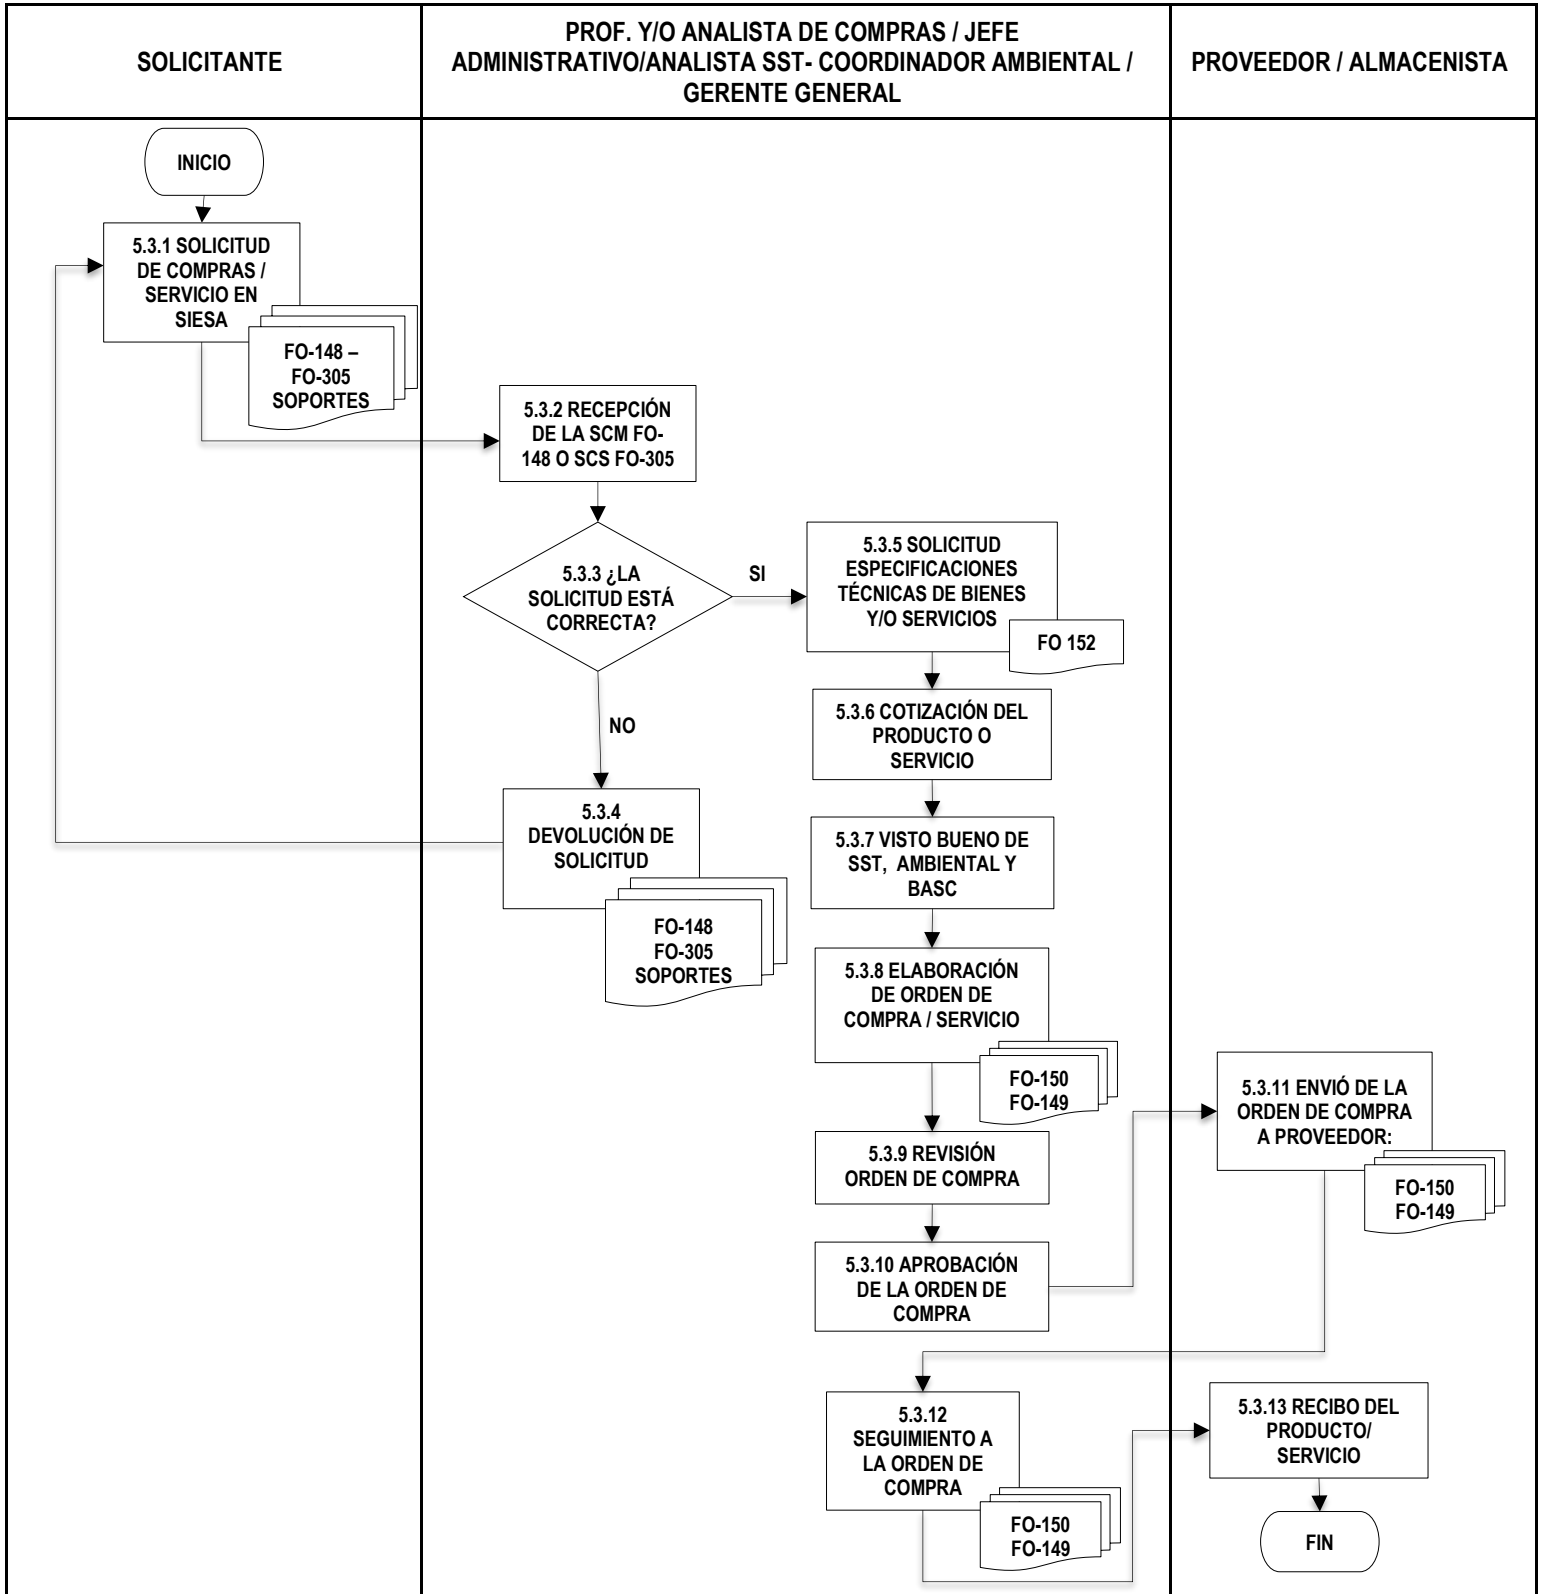 SOLICITANTE
PROF. Y/O ANALISTA DE COMPRAS / JEFE
ADMINISTRATIVO/ANALISTA SST- COORDINADOR AMBIENTAL /
GERENTE GENERAL
PROVEEDOR / ALMACENISTA
INICIO
5.3.1 SOLICITUD
DE COMPRAS /
SERVICIO EN
SIESA
FO-148 –
FO-305
SOPORTES
5.3.2 RECEPCIÓN
DE LA SCM FO-
148 O SCS FO-305
5.3.3 ¿LA
SOLICITUD ESTÁ
CORRECTA?
SI
NO
5.3.4
DEVOLUCIÓN DE
SOLICITUD
FO-148
FO-305
SOPORTES
5.3.5 SOLICITUD
ESPECIFICACIONES
TÉCNICAS DE BIENES
Y/O SERVICIOS
FO 152
5.3.6 COTIZACIÓN DEL
PRODUCTO O
SERVICIO
5.3.7 VISTO BUENO DE
SST, AMBIENTAL Y
BASC
5.3.8 ELABORACIÓN
DE ORDEN DE
COMPRA / SERVICIO
FO-150
FO-149
5.3.9 REVISIÓN
ORDEN DE COMPRA
5.3.10 APROBACIÓN
DE LA ORDEN DE
COMPRA
5.3.11 ENVIÓ DE LA
ORDEN DE COMPRA
A PROVEEDOR:
FO-150
FO-149
5.3.12
SEGUIMIENTO A
LA ORDEN DE
COMPRA
FO-150
FO-149
5.3.13 RECIBO DEL
PRODUCTO/
SERVICIO
FIN